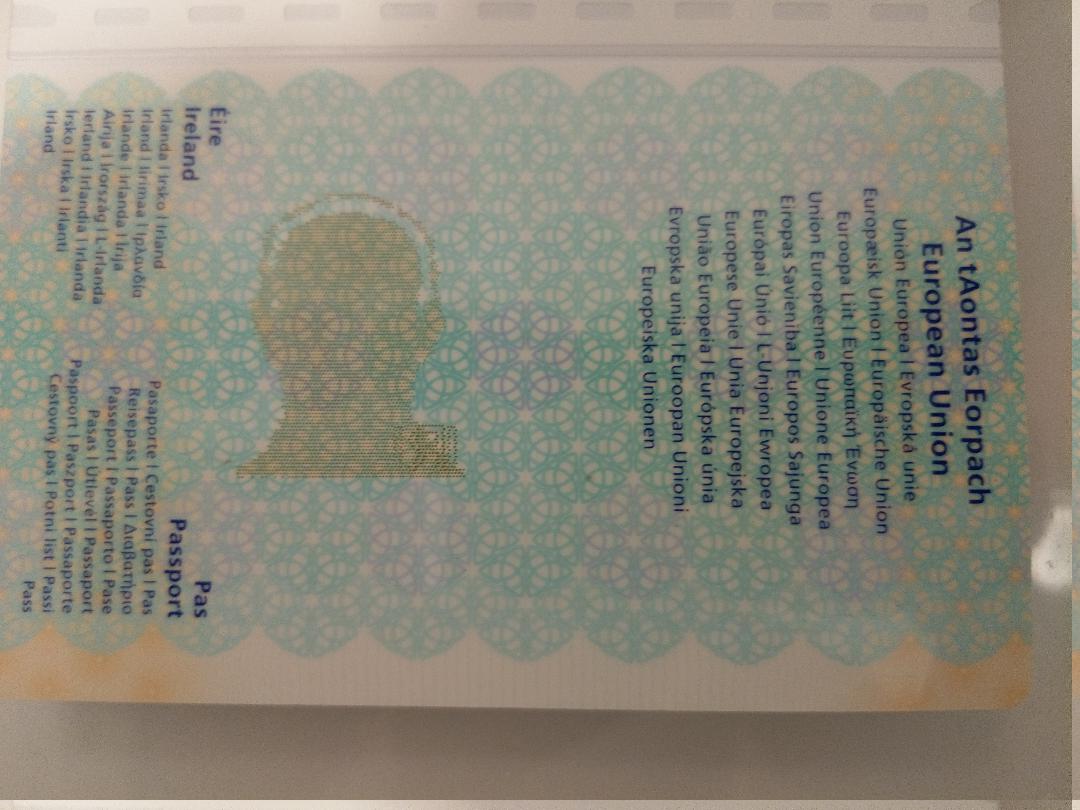 An tAontas Eorpach
European Union
Unión Europea | Evropská unie
Europæisk Union | Europäische Union
Euroopa Liit | Ευρωπαϊκή Ένωση
Union Européenne | Unione Europea
Eiropas Savienība | Europos Sąjunga
Európai Unió | L-Unjoni Ewropea
Europese Unie | Unia Europejska
União Europeia | Európska únia
Evropska unija | Euroopan Unioni
Europeiska Unionen
Éire
Ireland
Irlanda | Irsko | Irland
Irland | Iirimaa | Ιρλανδία
Irlande | Irlanda | Īrija
Airija | Írország | L-Irlanda
Ierland | Irlandia | Irlanda
Írsko | Irska | Irlanti
Irland
Pas
Passport
Pasaporte | Cestovní pas | Pas
Reisepass | Pass | Διαβατήριο
Passeport | Passaporto | Pase
Pasas | Útlevél | Passaport
Paspoort | Paszport | Passaporte
Cestovný pas | Potni list | Passi
Pass